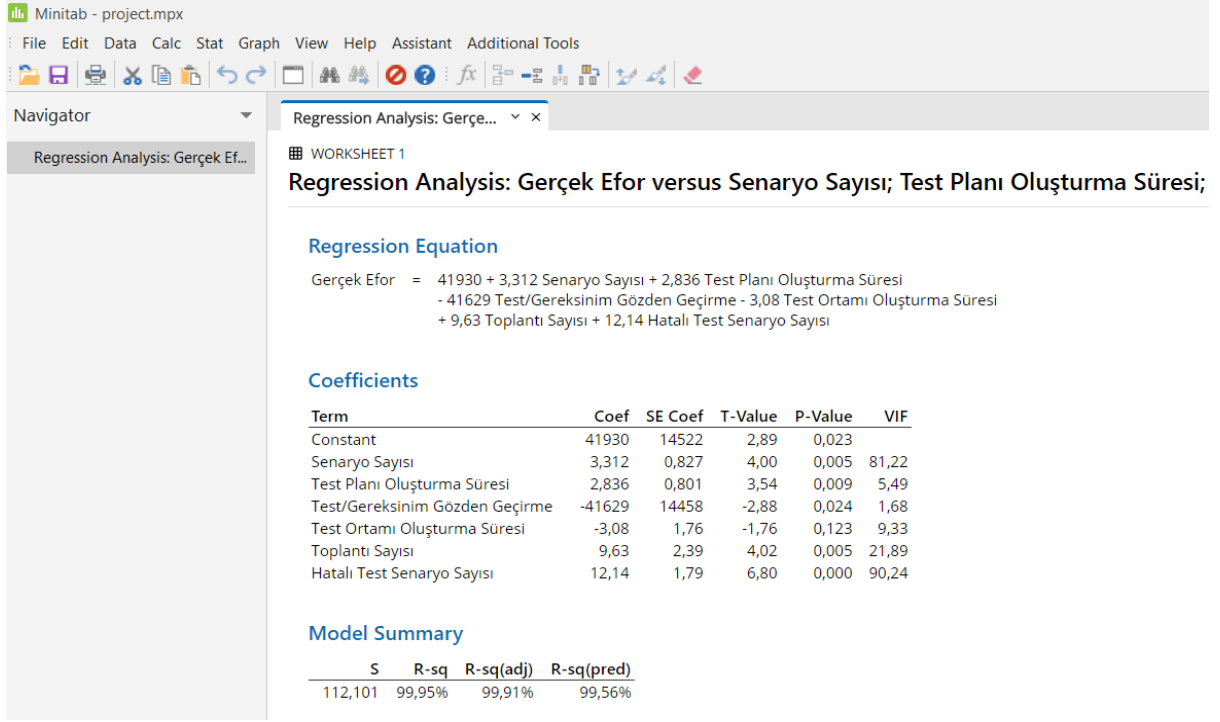 Minitab - project.mpx
File Edit Data Calc Stat Graph View Help Assistant Additional Tools
fx
Navigator
Regression Analysis: Gerçe...
Regression Analysis: Gerçek Ef...
WORKSHEET 1
Regression Analysis: Gerçek Efor versus Senaryo Sayısı; Test Planı Oluşturma Süresi;
Regression Equation
Gerçek Efor = 41930 + 3,312 Senaryo Sayısı + 2,836 Test Planı Oluşturma Süresi
- 41629 Test/Gereksinim Gözden Geçirme - 3,08 Test Ortamı Oluşturma Süresi
+ 9,63 Toplantı Sayısı + 12,14 Hatalı Test Senaryo Sayısı
Coefficients
Term Coef SE Coef T-Value P-Value VIF
Constant 41930 14522 2,89 0,023
Senaryo Sayısı 3,312 0,827 4,00 0,005 81,22
Test Planı Oluşturma Süresi 2,836 0,801 3,54 0,009 5,49
Test/Gereksinim Gözden Geçirme -41629 14458 -2,88 0,024 1,68
Test Ortamı Oluşturma Süresi -3,08 1,76 -1,76 0,123 9,33
Toplantı Sayısı 9,63 2,39 4,02 0,005 21,89
Hatalı Test Senaryo Sayısı 12,14 1,79 6,80 0,000 90,24
Model Summary
S R-sq R-sq(adj) R-sq(pred)
112,101 99,95% 99,91% 99,56%